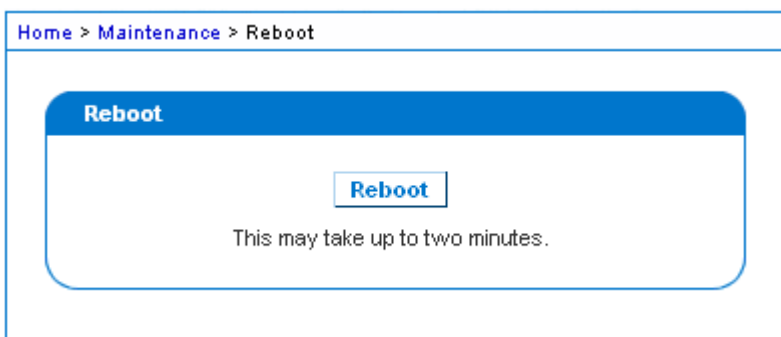 Home > Maintenance > Reboot
Reboot
Reboot
This may take up to two minutes.